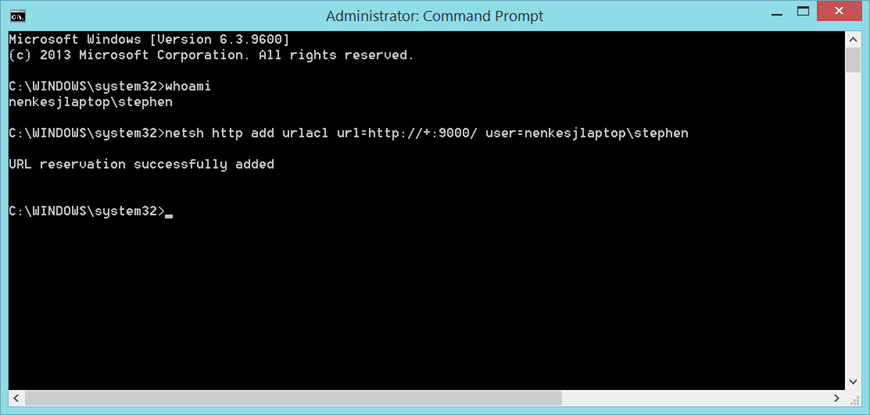 Administrator: Command Prompt
Microsoft Windows [Version 6.3.9600]
(c) 2013 Microsoft Corporation. All rights reserved.
C:\WINDOWS\system32>whoami
nenkesjlaptop\stephen
C:\WINDOWS\system32>netsh http add urlacl url=http://+:9000/ user=nenkesjlaptop\stephen
URL reservation successfully added
C:\WINDOWS\system32>